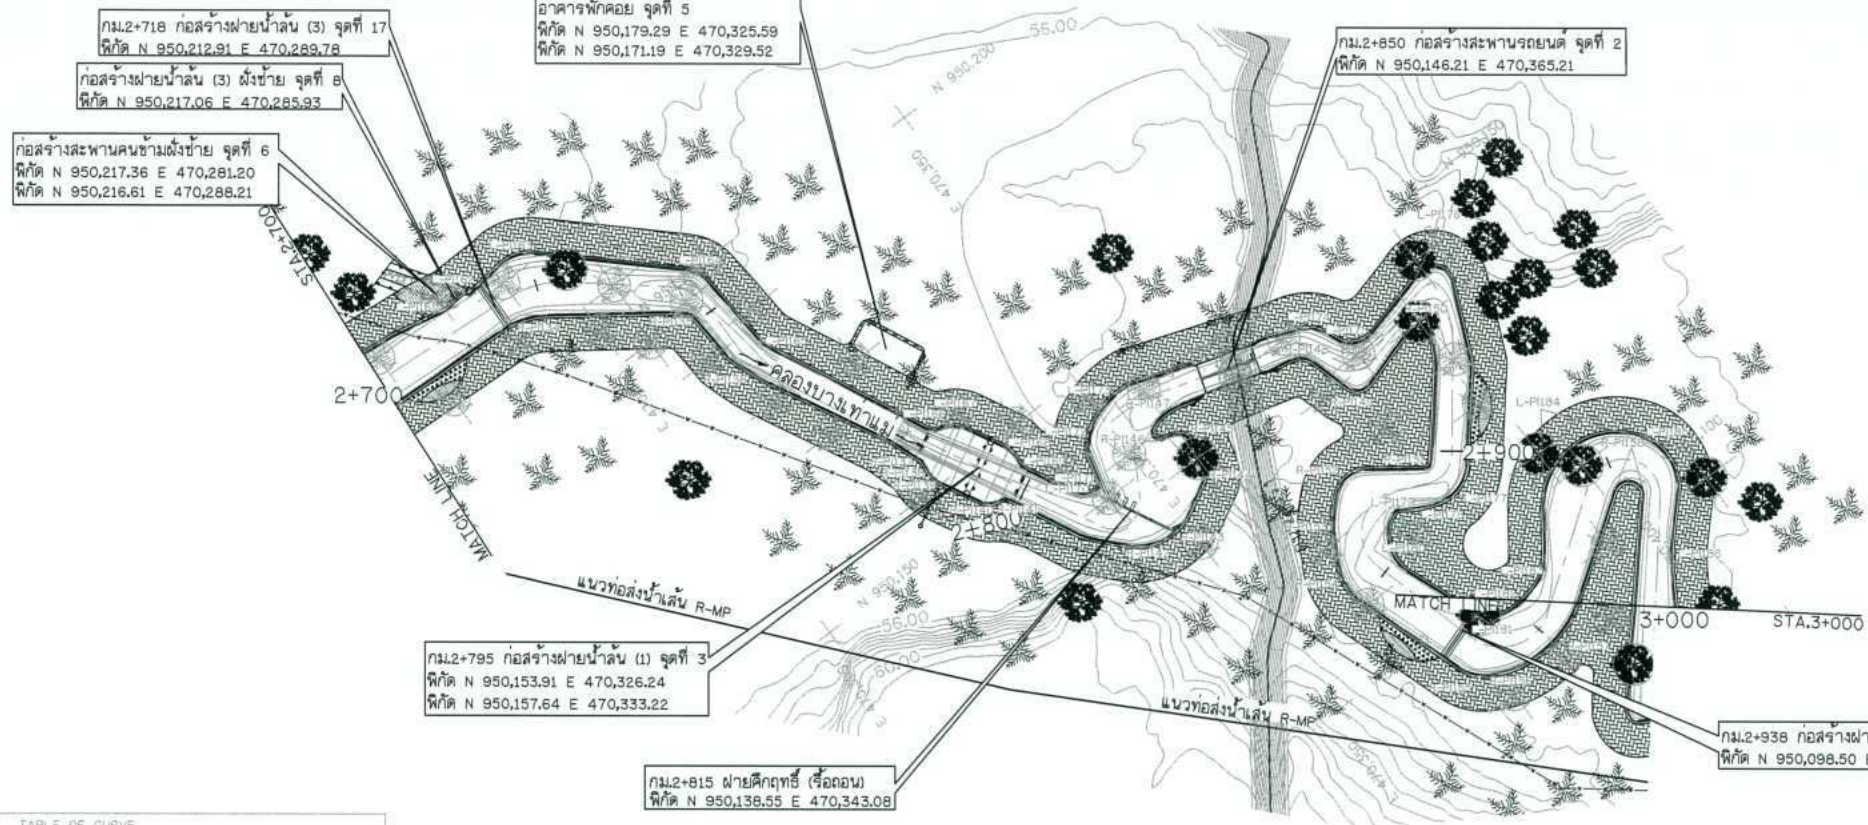 กม.2+718 ก่อสร้างฝายน้ำล้น (3) จุดที่ 17
พิกัด N 950,212.91 E 470,289.78
ก่อสร้างฝายน้ำล้น (3) ฝั่งซ้าย จุดที่ 8
พิกัด N 950,217.06 E 470,285.93
ก่อสร้างสะพานคนข้ามฝั่งซ้าย จุดที่ 6
พิกัด N 950,217.36 E 470,281.20
พิกัด N 950,216.61 E 470,288.21
อาคารพักคอย จุดที่ 5
พิกัด N 950,179.29 E 470,325.59
พิกัด N 950,171.19 E 470,329.52
กม.2+850 ก่อสร้างสะพานรถยนต์ จุดที่ 2
พิกัด N 950,146.21 E 470,365.21
56.00
N 950,200
E 470,350
STA.2+700
2+700
MATCH LINE
คลองบางเทาแม่
2+800
2+900
L-PI184
N 950,150
56.00
แนวท่อส่งน้ำเส้น R-MP
แนวท่อส่งน้ำเส้น R-MP
MATCH LINE
3+000
STA.3+000
กม.2+795 ก่อสร้างฝายน้ำล้น (1) จุดที่ 3
พิกัด N 950,153.91 E 470,326.24
พิกัด N 950,157.64 E 470,333.22
กม.2+815 ฝายคึกฤทธิ์ (รื้อถอน)
พิกัด N 950,138.55 E 470,343.08
กม.2+938 ก่อสร้างฝา
พิกัด N 950,098.50 E
TABLE OF CURVE